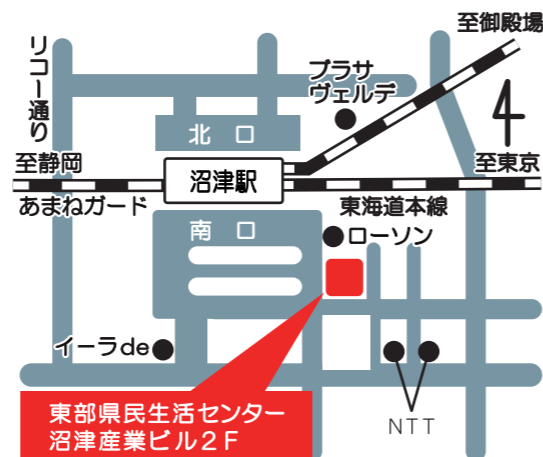 至御殿場
リコー通り
プラサ
ヴェルデ
北口
至静岡
沼津駅
至東京
あまねガード
東海道本線
南口
ローソン
イーラde
東部県民生活センター
沼津産業ビル２Ｆ
NTT